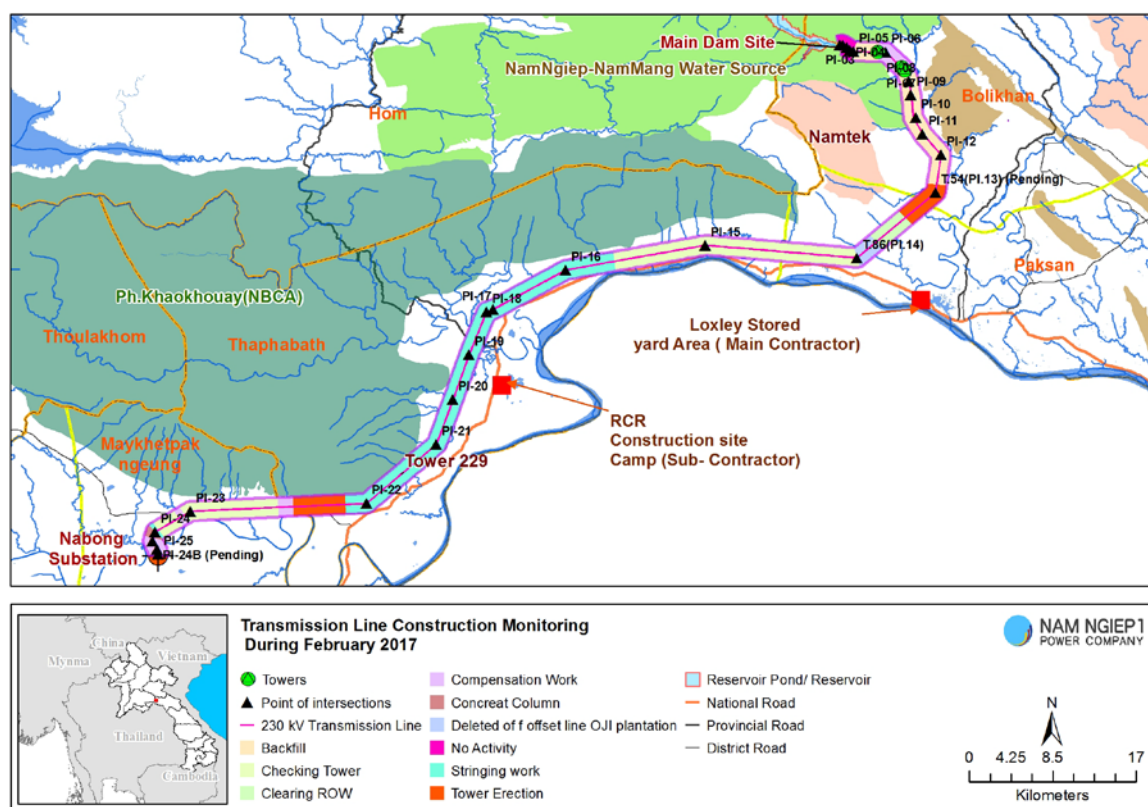 Main Dam Site
PI-05
PI-06
PI-04
PI-03
NamNgiep-NamMang Water Source
PI-08
PI-07
PI-09
Bolikhan
PI-10
Hom
PI-11
Namtek
PI-12
T.54(PI.13) (Pending)
PI-15
T.86(PI.14)
PI-16
Paksan
Ph.Khaokhouay(NBCA)
PI-17
PI-18
Thoulakhom
Thaphabath
Loxley Stored
yard Area ( Main Contractor)
PI-19
PI-20
RCR
Construction site
Camp (Sub- Contractor)
PI-21
Maykhetpak
ngeung
Tower 229
PI-22
PI-23
PI-24
Nabong
Substation
PI-25
PI-24B (Pending)
Transmission Line Construction Monitoring
During February 2017
NAM NGIEP1
POWER COMPANY
China
Mynma
Vietnam
Thailand
Cambodia
Towers
Point of intersections
230 kV Transmission Line
Backfill
Checking Tower
Clearing ROW
Compensation Work
Concreat Column
Deleted of f offset line OJI plantation
No Activity
Stringing work
Tower Erection
Reservoir Pond/ Reservoir
National Road
Provincial Road
District Road
N
0 4.25 8.5 17
Kilometers